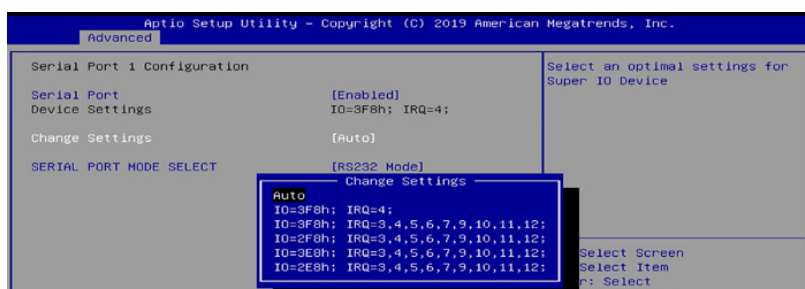 Aptio Setup Utility – Copyright (C) 2019 American Megatrends, Inc.
Advanced
Serial Port 1 Configuration
Serial Port [Enabled]
Device Settings IO=3F8h; IRQ=4;
Change Settings [Auto]
SERIAL PORT MODE SELECT [RS232 Mode]
Select an optimal settings for
Super IO Device
Change Settings
Auto
IO=3F8h; IRQ=4;
IO=3F8h; IRQ=3,4,5,6,7,9,10,11,12;
IO=2F8h; IRQ=3,4,5,6,7,9,10,11,12;
IO=3E8h; IRQ=3,4,5,6,7,9,10,11,12;
IO=2E8h; IRQ=3,4,5,6,7,9,10,11,12;
Select Screen
Select Item
r: Select